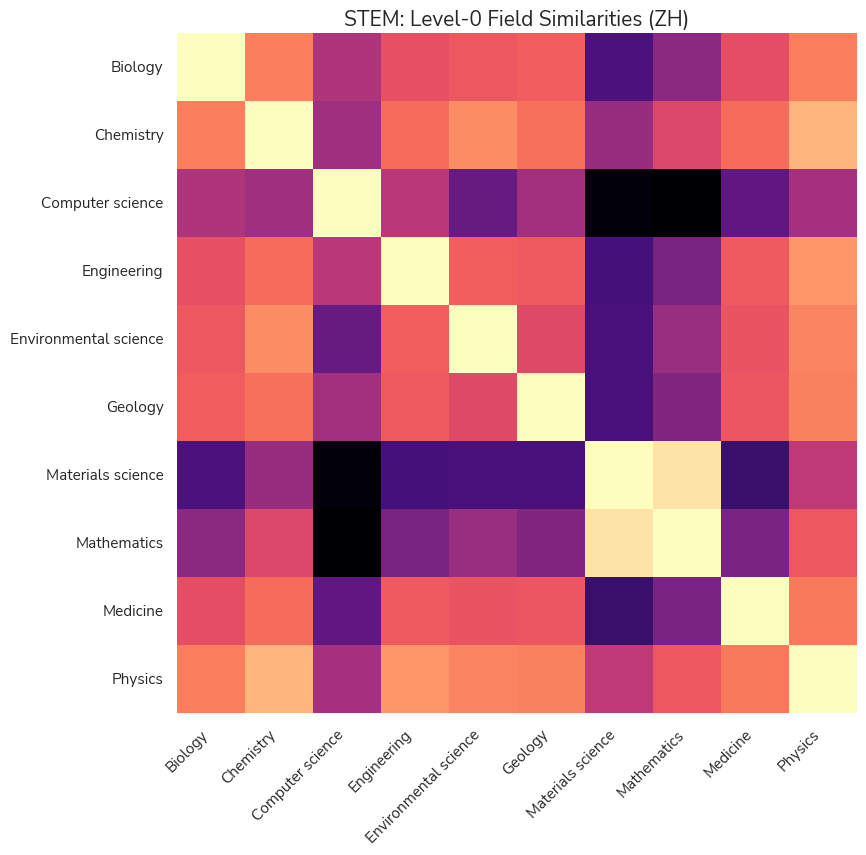 STEM: Level-0 Field Similarities (ZH)
Biology
Chemistry
Computer science
Engineering
Environmental science
Geology
Materials science
Mathematics
Medicine
Physics
Biology
Chemistry
Computer science
Engineering
Environmental science
Geology
Materials science
Mathematics
Medicine
Physics